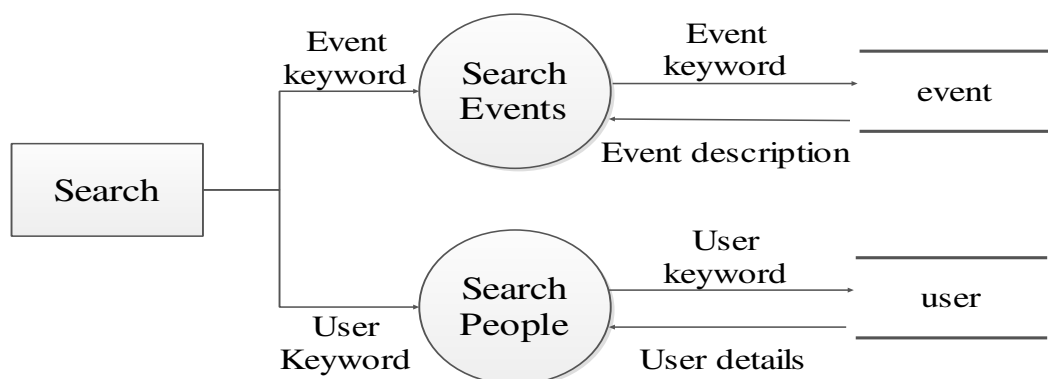 Event
keyword
Search
Events
Event
keyword
event
Event description
Search
User
Keyword
Search
People
User
keyword
user
User details